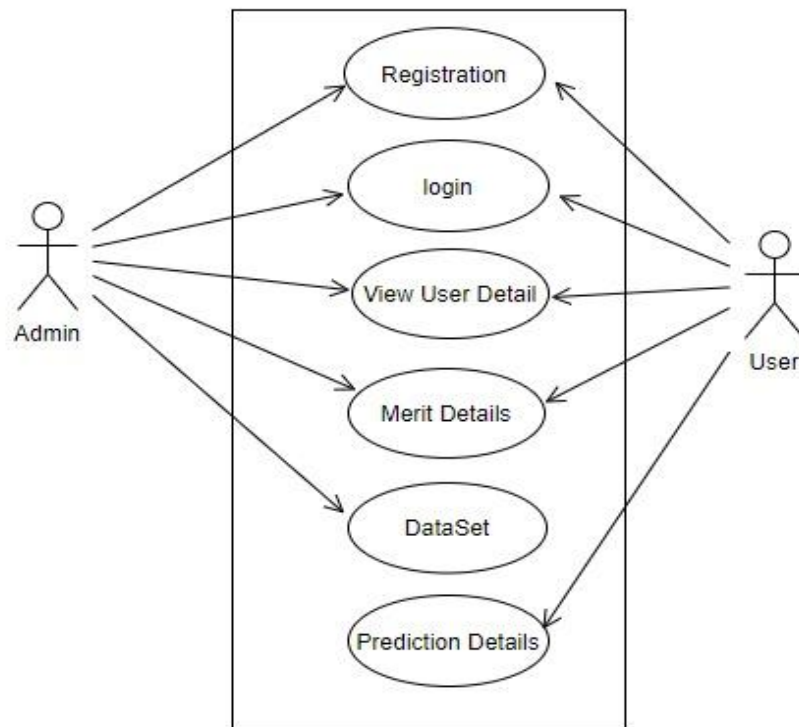 Registration
login
View User Detail
Admin
User
Merit Details
DataSet
Prediction Details